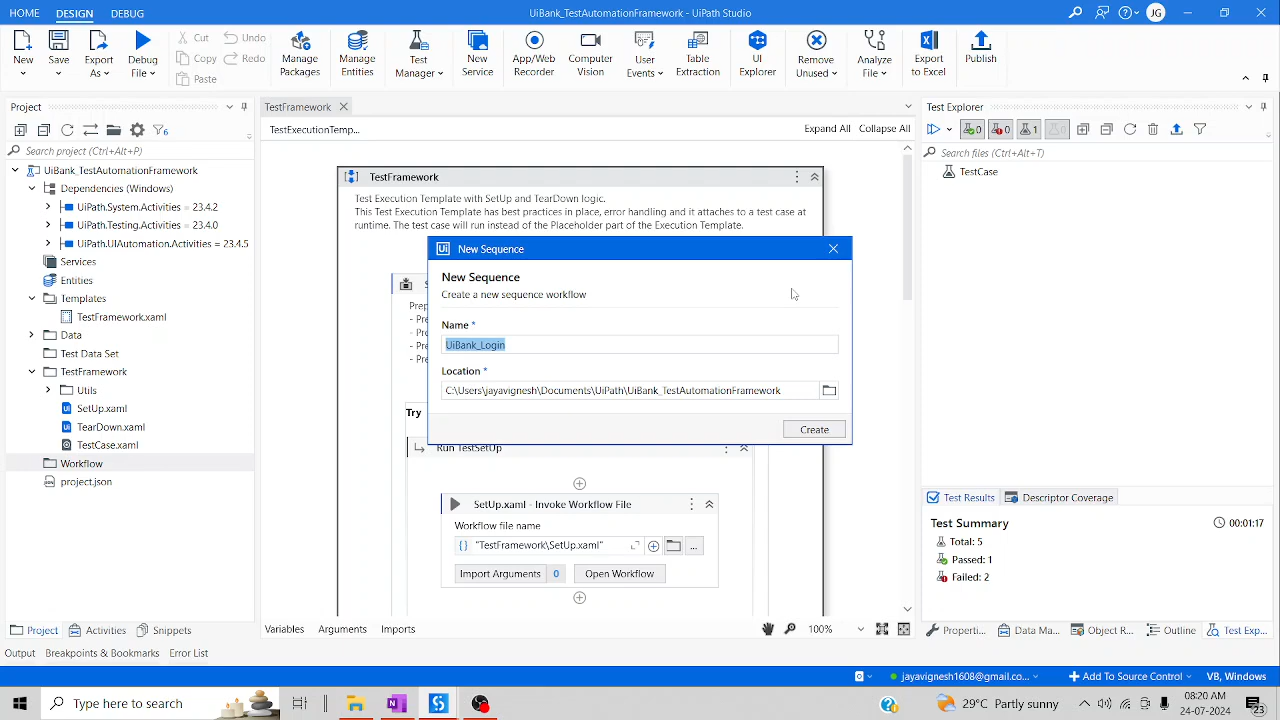 HOME DESIGN DEBUG UiBank_TestAutomationFramework - UiPath Studio JG
New Save Export As Debug File Cut Copy Paste Undo Redo Manage Packages Manage Entities Test Manager New Service App/Web Recorder Computer Vision User Events Table Extraction UI Explorer Remove Unused Analyze File Export to Excel Publish
Project
Search project (Ctrl+Alt+P)
UiBank_TestAutomationFramework
Dependencies (Windows)
UiPath.System.Activities = 23.4.2
UiPath.Testing.Activities = 23.4.0
UiPath.UIAutomation.Activities = 23.4.5
Services
Entities
Templates
TestFramework.xaml
Data
Test Data Set
TestFramework
Utils
SetUp.xaml
TearDown.xaml
TestCase.xaml
Workflow
project.json
Project Activities Snippets
TestFramework
TestExecutionTemp... Expand All Collapse All
TestFramework
Test Execution Template with SetUp and TearDown logic.
This Test Execution Template has best practices in place, error handling and it attaches to a test case at
runtime. The test case will run instead of the Placeholder part of the Execution Template.
Ui New Sequence
New Sequence
Create a new sequence workflow
Name *
UiBank_Login
Location *
C:\Users\jayavignesh\Documents\UiPath\UiBank_TestAutomationFramework
Create
Try
Run TestSetUp
SetUp.xaml - Invoke Workflow File
Workflow file name
"TestFramework\SetUp.xaml" ...
Import Arguments 0 Open Workflow
Variables Arguments Imports 100%
Test Explorer
0 0 1
Search files (Ctrl+Alt+T)
TestCase
Test Results Descriptor Coverage
Test Summary 00:01:17
Total: 5
Passed: 1
Failed: 2
Properti... Data Ma... Object R... Outline Test Exp...
Output Breakpoints & Bookmarks Error List
jayavignesh1608@gmail.co... Add To Source Control VB, Windows
Type here to search 29°C Partly sunny 08:20 AM
24-07-2024 23